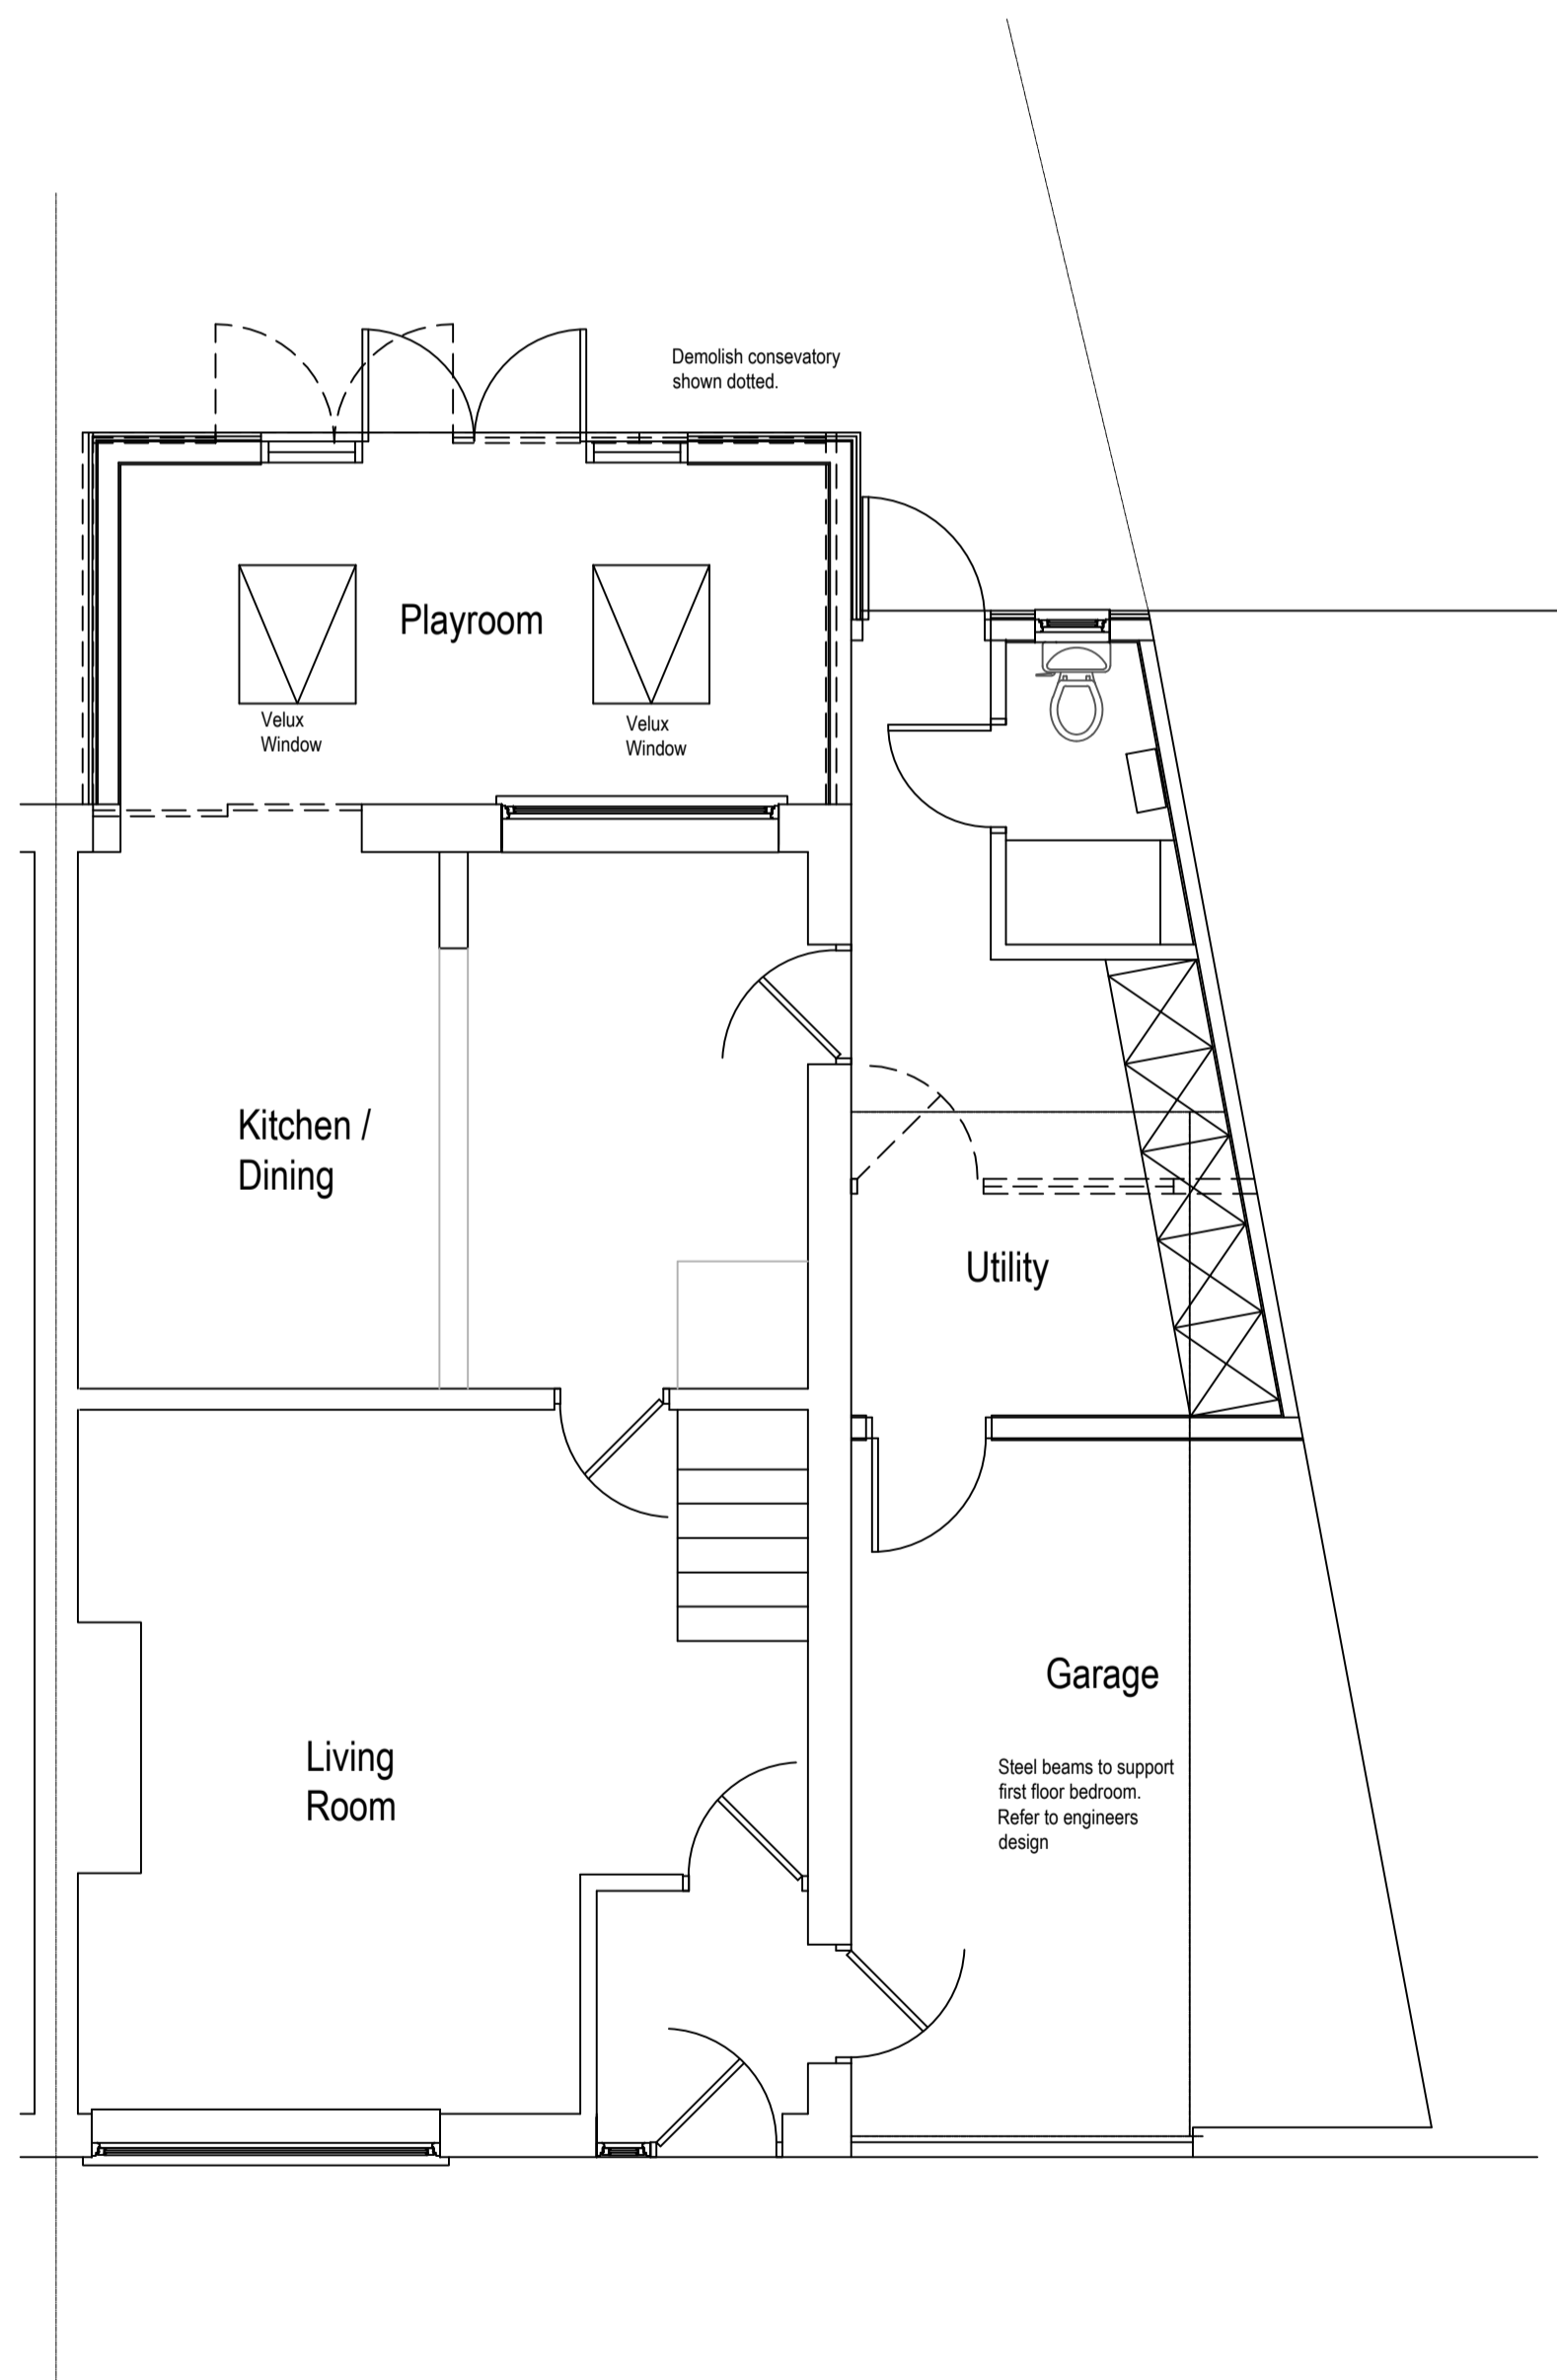 Demolish consevatory
shown dotted.
Playroom
Velux
Window
Velux
Window
Kitchen /
Dining
Utility
Garage
Steel beams to support
first floor bedroom.
Refer to engineers
design
Living
Room